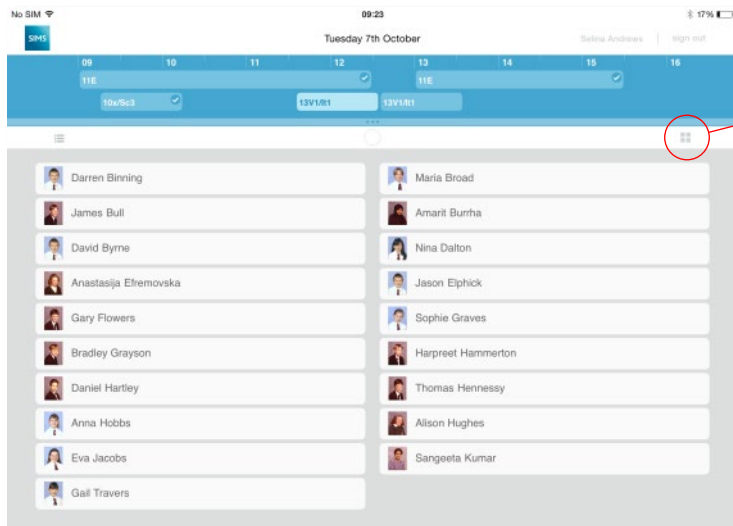 No SIM 09:23 17%
SIMS Tuesday 7th October Selina Andrews sign out
09 10 11 12 13 14 15 16
11E 11E
10x/Sc3 13V1/It1 13V1/It1
Darren Binning Maria Broad
James Bull Amarit Burrha
David Byrne Nina Dalton
Anastasija Efremovska Jason Elphick
Gary Flowers Sophie Graves
Bradley Grayson Harpreet Hammerton
Daniel Hartley Thomas Hennessy
Anna Hobbs Alison Hughes
Eva Jacobs Sangeeta Kumar
Gail Travers